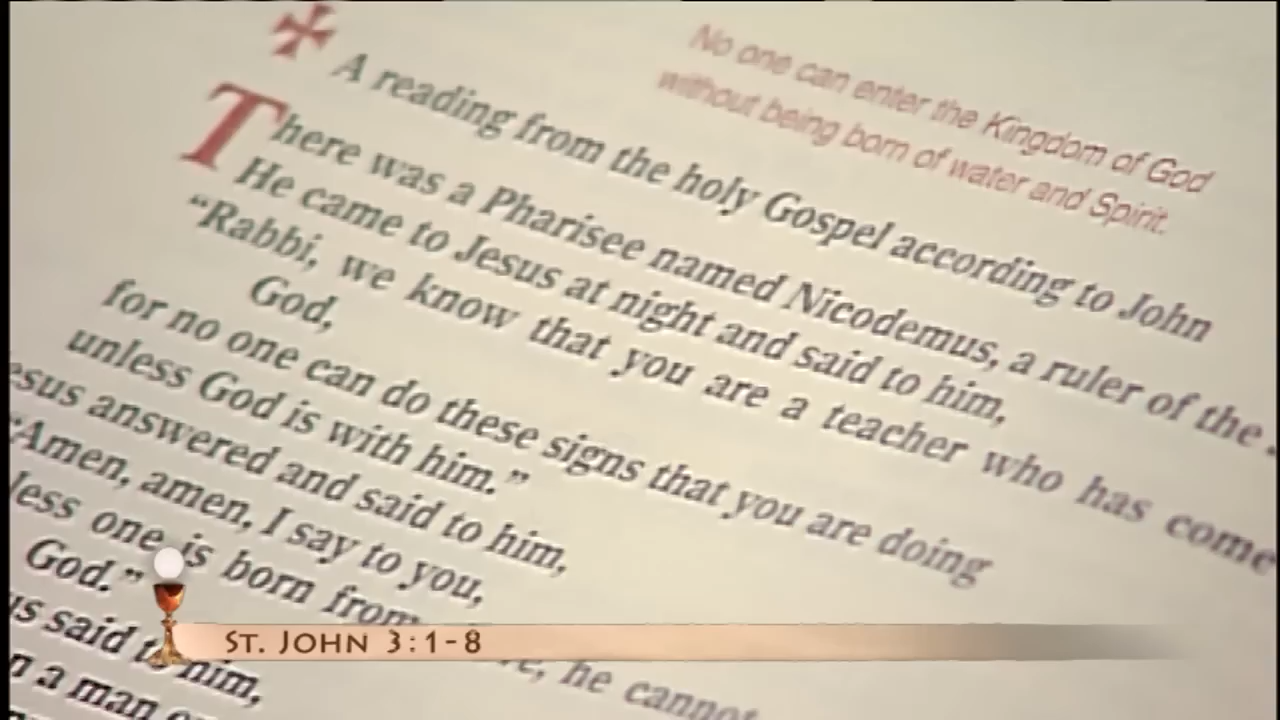 No one can enter the Kingdom of God
without being born of water and Spirit.
A reading from the holy Gospel according to John
There was a Pharisee named Nicodemus, a ruler of the
He came to Jesus at night and said to him,
“Rabbi, we know that you are a teacher who has come
God,
for no one can do these signs that you are doing
unless God is with him.”
esus answered and said to him,
“Amen, amen, I say to you,
less one is born from
e, he cannot
God.”
us said to him,
n a man
ST. JOHN 3:1-8